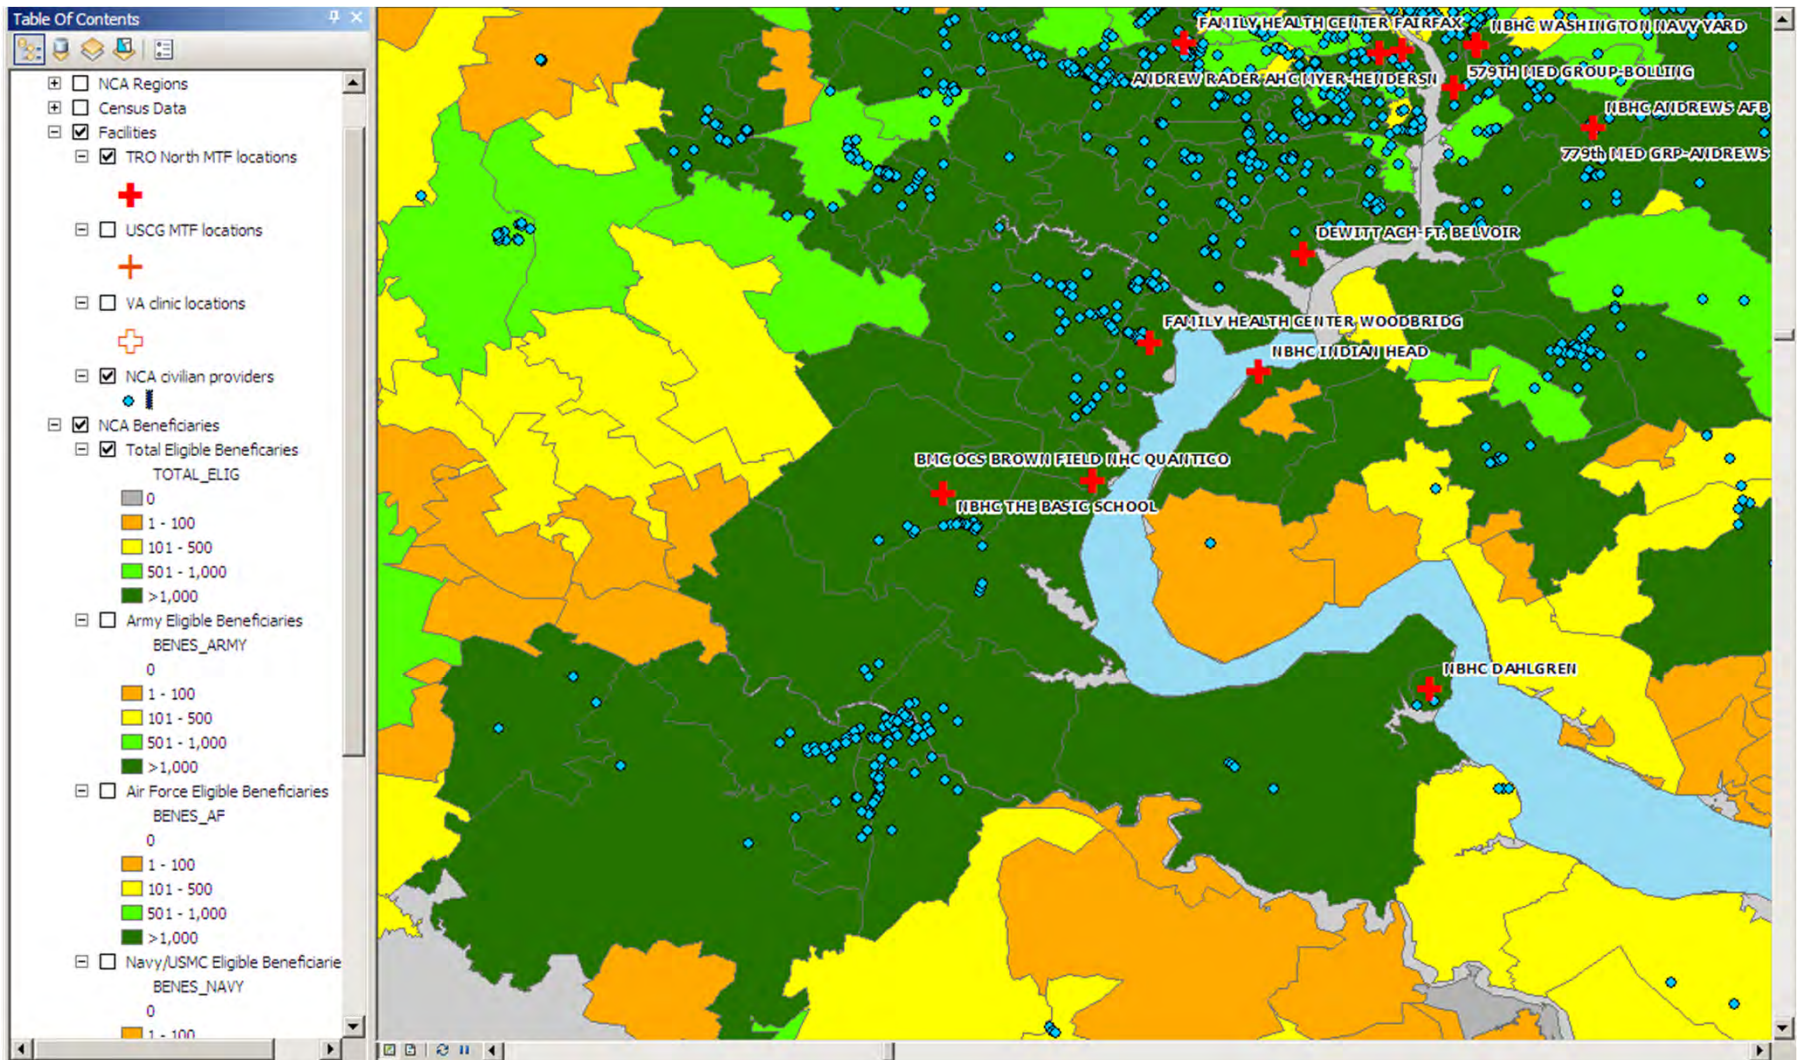 Table Of Contents
NCA Regions
Census Data
Facilities
TRO North MTF locations
USCG MTF locations
VA clinic locations
NCA civilian providers
NCA Beneficiaries
Total Eligible Beneficaries
TOTAL_ELIG
0
1 - 100
101 - 500
501 - 1,000
>1,000
Army Eligible Beneficiaries
BENES_ARMY
0
1 - 100
101 - 500
501 - 1,000
>1,000
Air Force Eligible Beneficiaries
BENES_AF
0
1 - 100
101 - 500
501 - 1,000
>1,000
Navy/USMC Eligible Beneficiarie
BENES_NAVY
0
1 - 100
FAMILY HEALTH CENTER FAIRFAX
NBHC WASHINGTON NAVY YARD
ANDREW RADER AHC MYER-HENDERSN
579TH MED GROUP-BOLLING
NBHC ANDREWS AFB
779th MED GRP-ANDREWS
DEWITT ACH-FT. BELVOIR
FAMILY HEALTH CENTER WOODBRIDG
NBHC INDIAN HEAD
BMC OCS BROWN FIELD NHC QUANTICO
NBHC THE BASIC SCHOOL
NBHC DAHLGREN